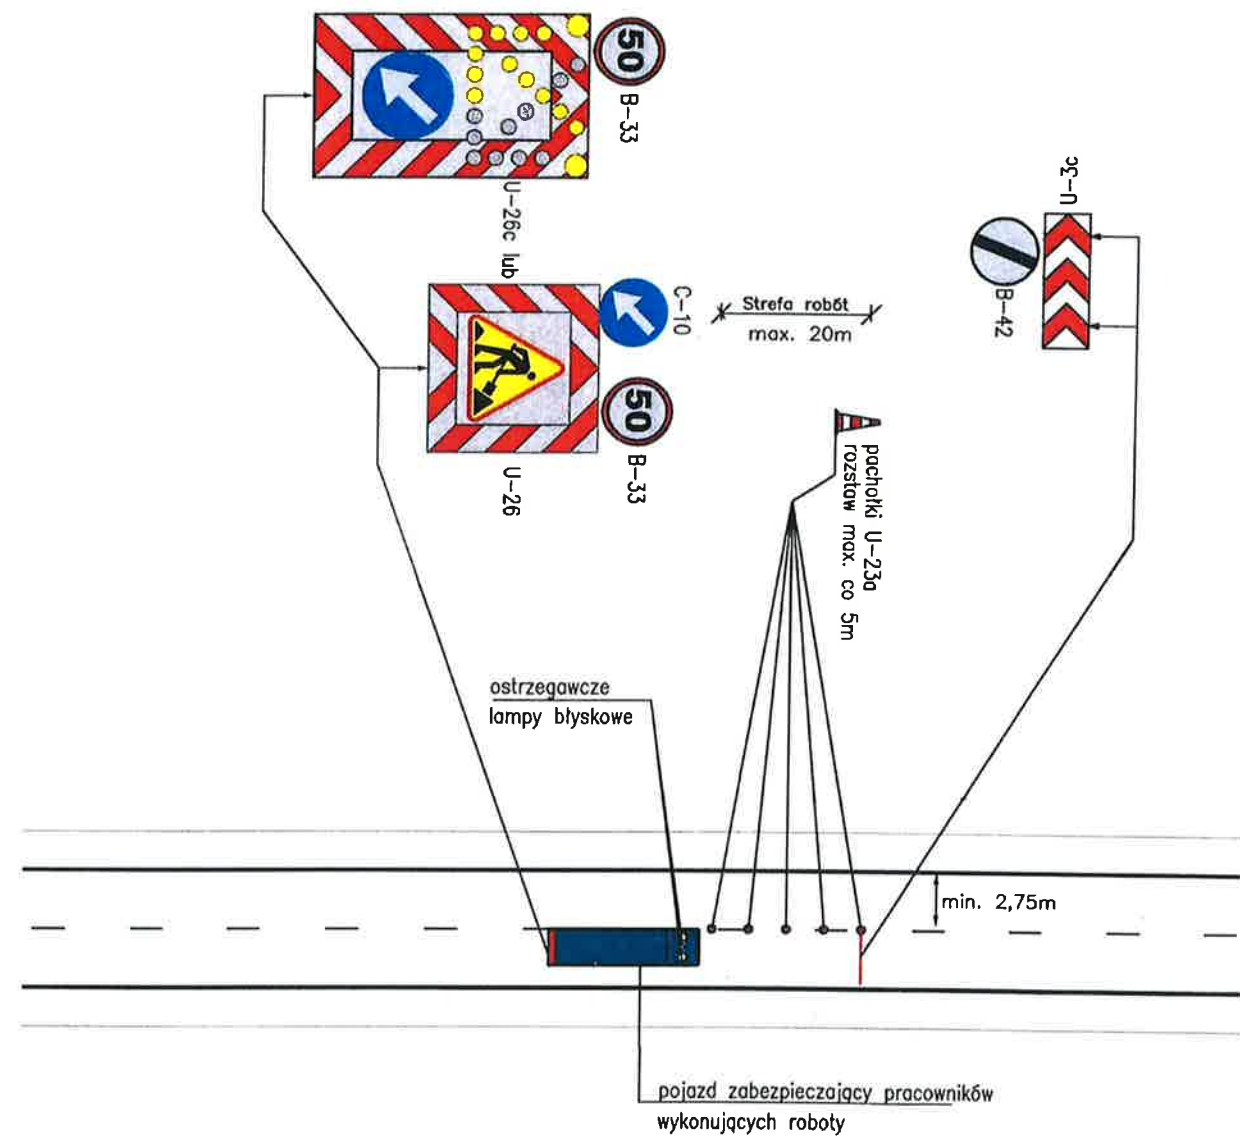 50
B-33
U-26c lub
C-10
50
B-33
U-26
Strefa robót
max. 20m
U-3c
B-42
pachołki U-23a
rozstaw max. co 5m
ostrzegawcze
lampy błyskowe
min. 2,75m
pojazd zabezpieczający pracowników
wykonujących roboty